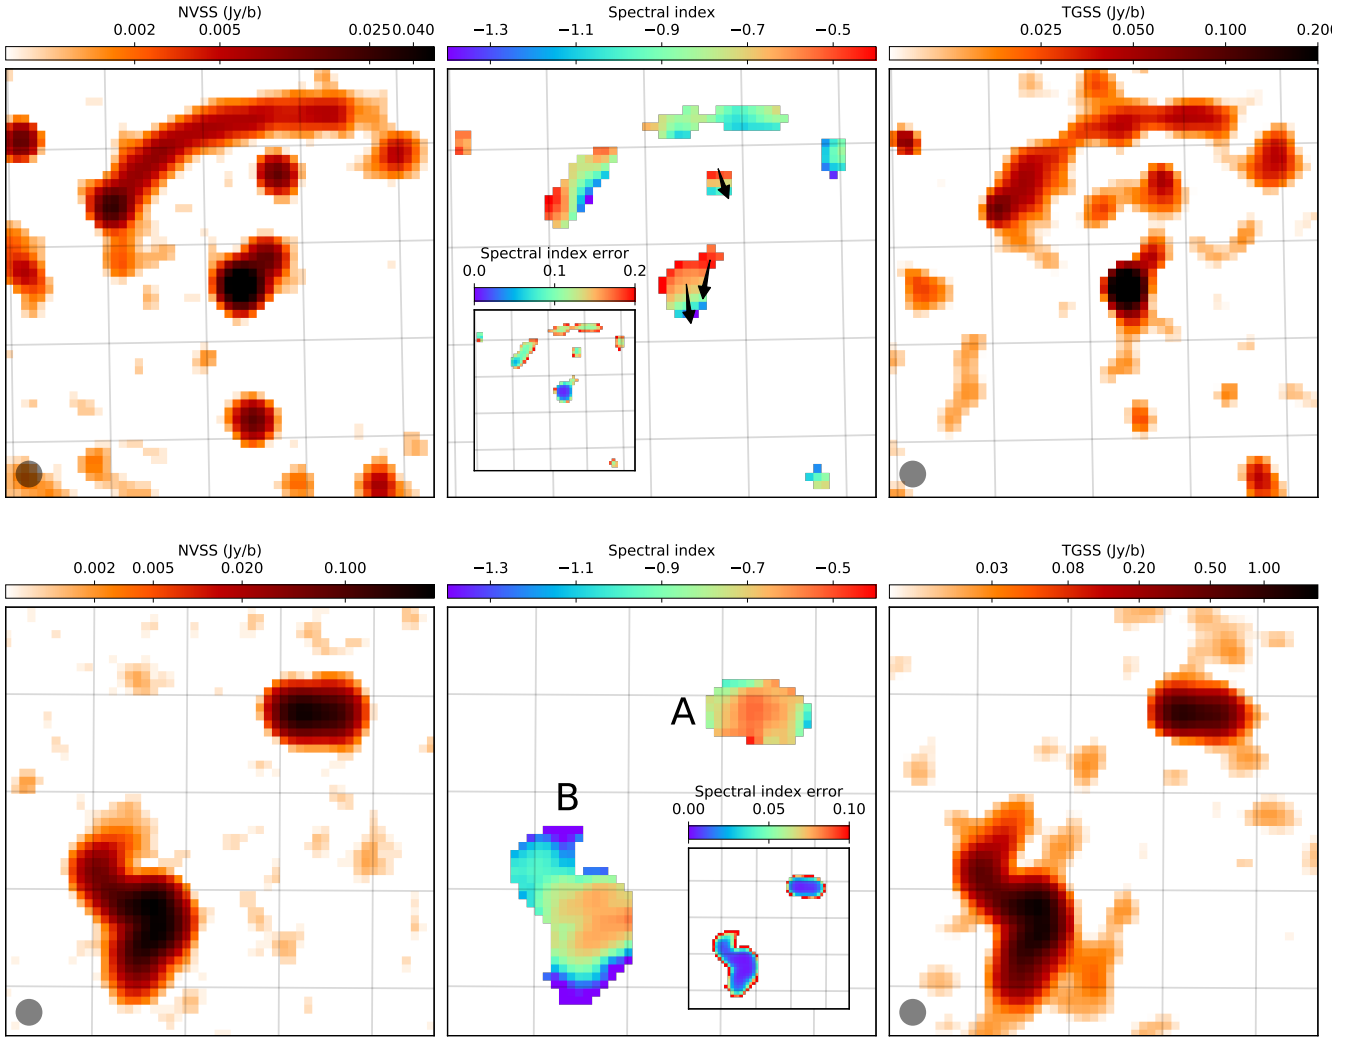 NVSS (Jy/b)
0.002 0.005 0.025 0.040
Spectral index
−1.3 −1.1 −0.9 −0.7 −0.5
TGSS (Jy/b)
0.025 0.050 0.100 0.20
Spectral index error
0.0 0.1 0.2
NVSS (Jy/b)
0.002 0.005 0.020 0.100
Spectral index
−1.3 −1.1 −0.9 −0.7 −0.5
TGSS (Jy/b)
0.03 0.08 0.20 0.50 1.00
A
B
Spectral index error
0.00 0.05 0.10